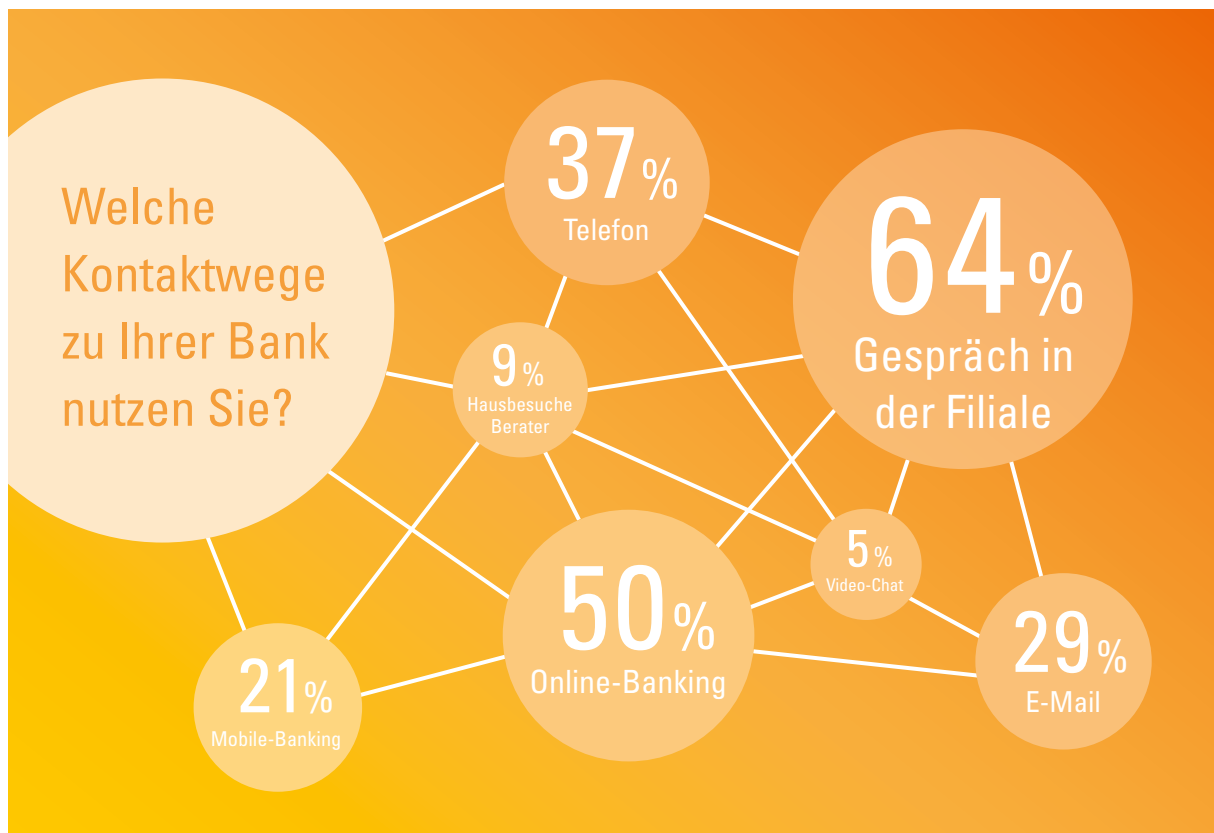 Welche
Kontaktwege
zu Ihrer Bank
nutzen Sie?
37%
Telefon
64%
Gespräch in
der Filiale
9%
Hausbesuche
Berater
50%
Online-Banking
5%
Video-Chat
29%
E-Mail
21%
Mobile-Banking